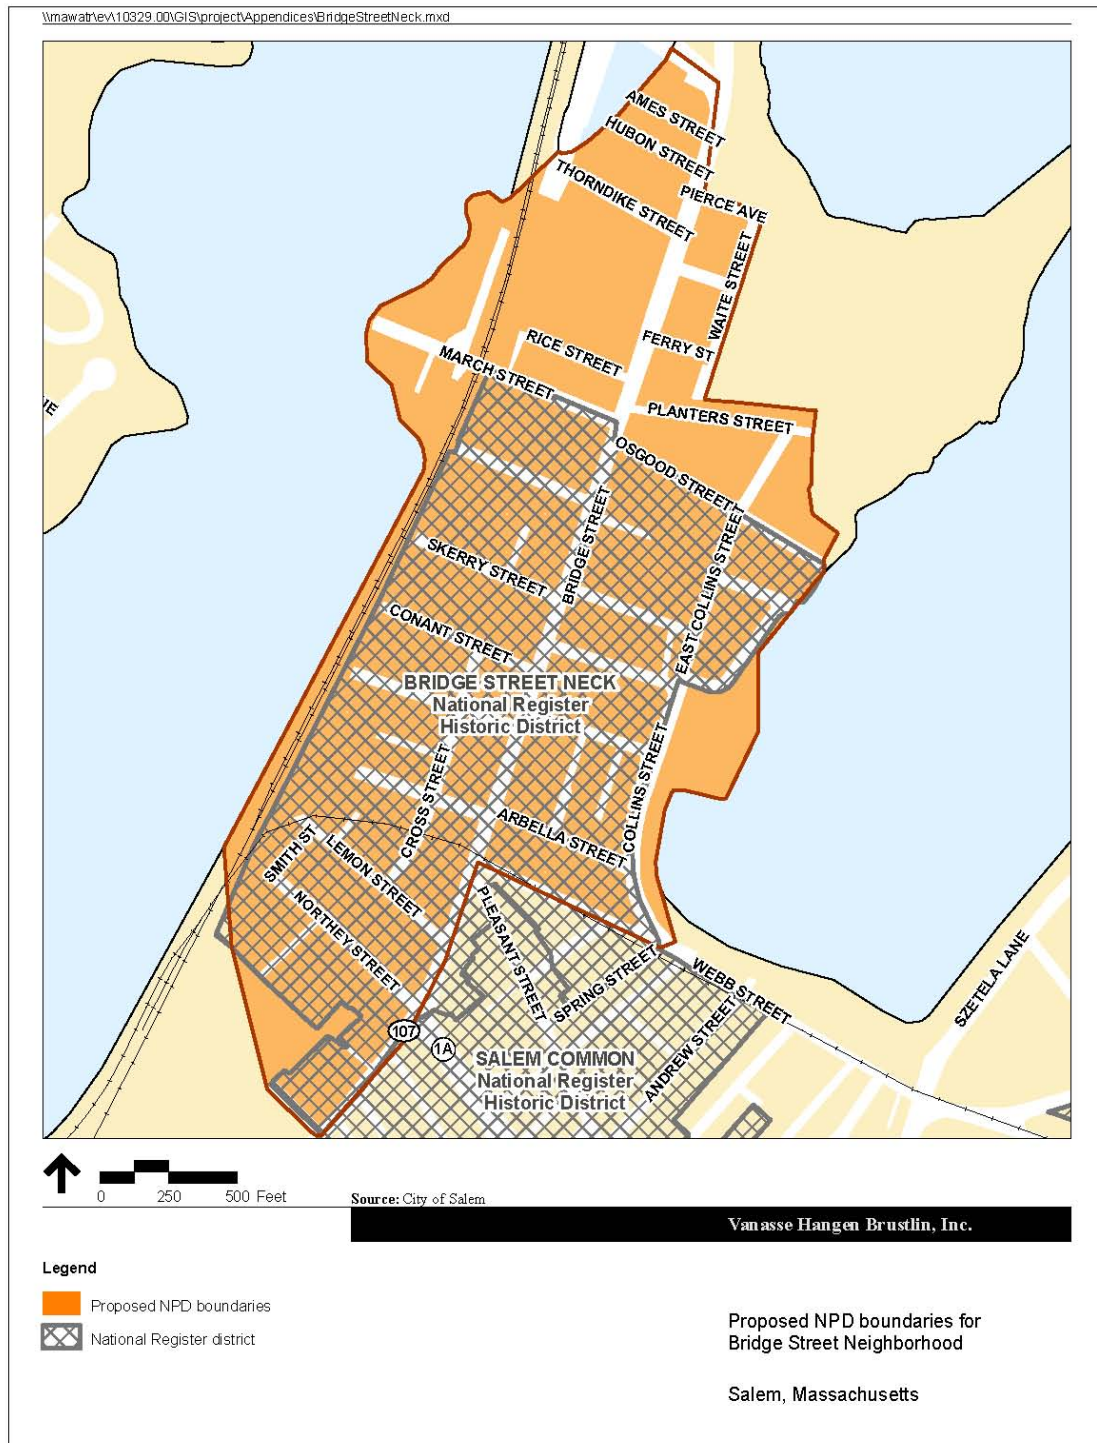 \\mawatr\ev\10329.00\GIS\project\Appendices\BridgeStreetNeck.mxd
AMES STREET
HUBON STREET
THORNDIKE STREET
PIERCE AVE
WAITE STREET
FERRY ST
RICE STREET
MARCH STREET
PLANTERS STREET
OSGOOD STREET
BRIDGE STREET
SKERRY STREET
EAST COLLINS STREET
CONANT STREET
BRIDGE STREET NECK
National Register
Historic District
CROSS STREET
COLLINS STREET
ARBELLA STREET
SMITH ST
LEMON STREET
NORTHEY STREET
PLEASANT STREET
SPRING STREET
WEBB STREET
ANDREW STREET
SZETELA LANE
107
1A
SALEM COMMON
National Register
Historic District
IE
0 250 500 Feet
Source: City of Salem
Vanasse Hangen Brustlin, Inc.
Legend
Proposed NPD boundaries
National Register district
Proposed NPD boundaries for
Bridge Street Neighborhood
Salem, Massachusetts